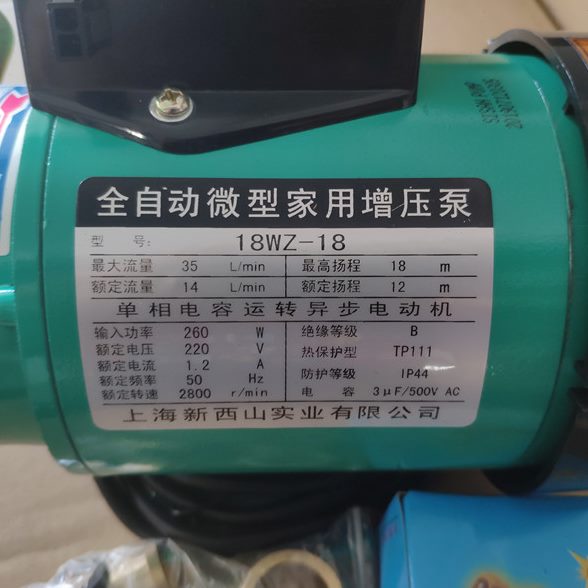 全自动微型家用增压泵
型 号: 18WZ-18
最大流量 35 L/min 最高扬程 18 m
额定流量 14 L/min 额定扬程 12 m
单相电容运转异步电动机
输入功率 260 W 绝缘等级 B
额定电压 220 V 热保护型 TP111
额定电流 1.2 A 防护等级 IP44
额定频率 50 Hz 电 容 3μF/500V AC
额定转速 2800 r/min
上海新西山实业有限公司